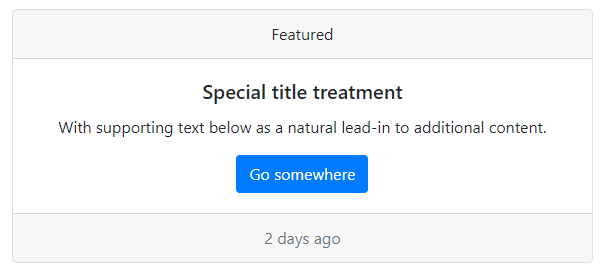 Featured
Special title treatment
With supporting text below as a natural lead-in to additional content.
Go somewhere
2 days ago